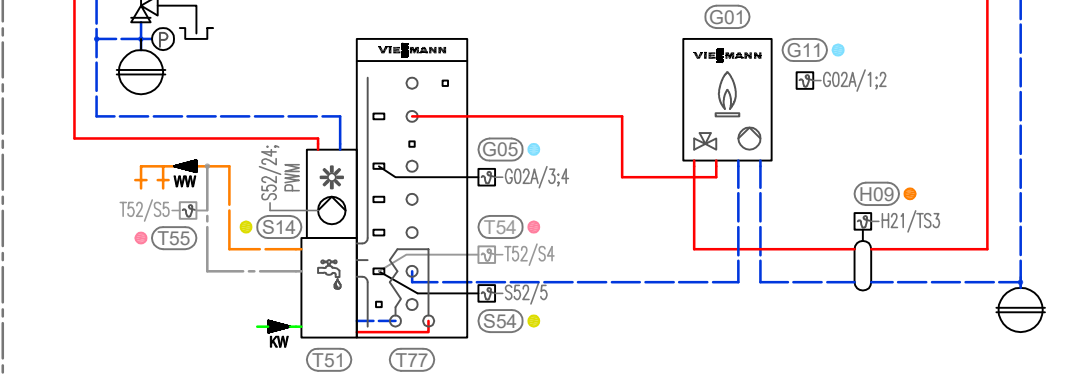 G01
P
VIESMANN
VIESMANN
G11
G02A/1;2
S52/24;
PWM
G05
G02A/3;4
WW
H09
T52/S5
S14
T54
H21/TS3
T55
T52/S4
S52/5
S54
KW
T51
T77